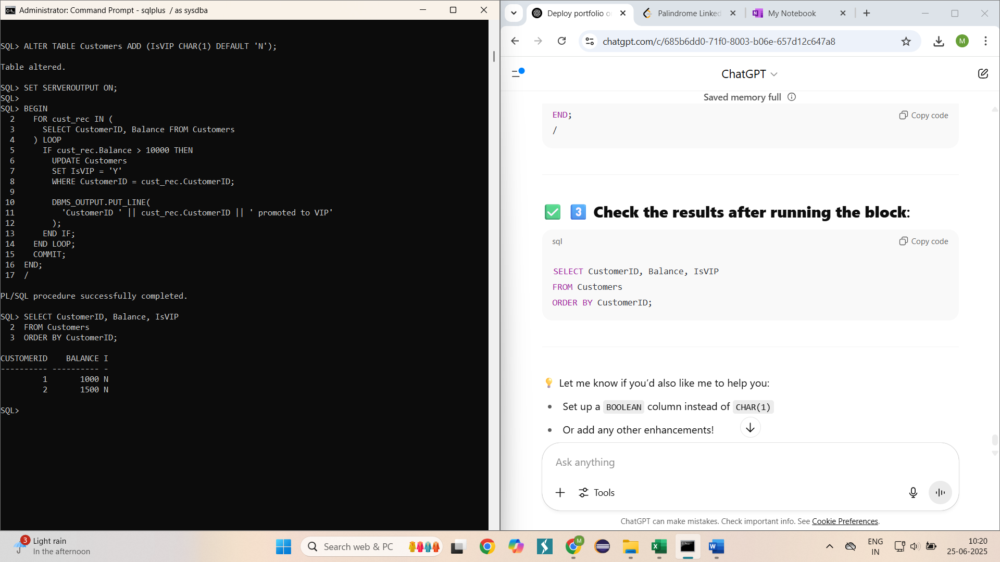 Administrator: Command Prompt - sqlplus  / as sysdba
SQL> ALTER TABLE Customers ADD (IsVIP CHAR(1) DEFAULT 'N');
Table altered.
SQL> SET SERVEROUTPUT ON;
SQL>
SQL> BEGIN
  2    FOR cust_rec IN (
  3      SELECT CustomerID, Balance FROM Customers
  4    ) LOOP
  5      IF cust_rec.Balance > 10000 THEN
  6        UPDATE Customers
  7        SET IsVIP = 'Y'
  8        WHERE CustomerID = cust_rec.CustomerID;
  9
 10        DBMS_OUTPUT.PUT_LINE(
 11          'CustomerID ' || cust_rec.CustomerID || ' promoted to VIP'
 12        );
 13      END IF;
 14    END LOOP;
 15    COMMIT;
 16  END;
 17  /
PL/SQL procedure successfully completed.
SQL> SELECT CustomerID, Balance, IsVIP
  2  FROM Customers
  3  ORDER BY CustomerID;
CUSTOMERID    BALANCE I
---------- ---------- -
         1       1000 N
         2       1500 N
SQL>
Deploy portfolio o
Palindrome Linked
My Notebook
chatgpt.com/c/685b6dd0-71f0-8003-b06e-657d12c647a8
M
ChatGPT
Saved memory full
END;
Copy code
/
✅ 3️⃣ Check the results after running the block:
sql
Copy code
SELECT CustomerID, Balance, IsVIP
FROM Customers
ORDER BY CustomerID;
💡 Let me know if you’d also like me to help you:
• Set up a BOOLEAN column instead of CHAR(1)
• Or add any other enhancements!
Ask anything
Tools
ChatGPT can make mistakes. Check important info. See Cookie Preferences.
3
Light rain
In the afternoon
Search web & PC
M
ENG
IN
10:20
25-06-2025